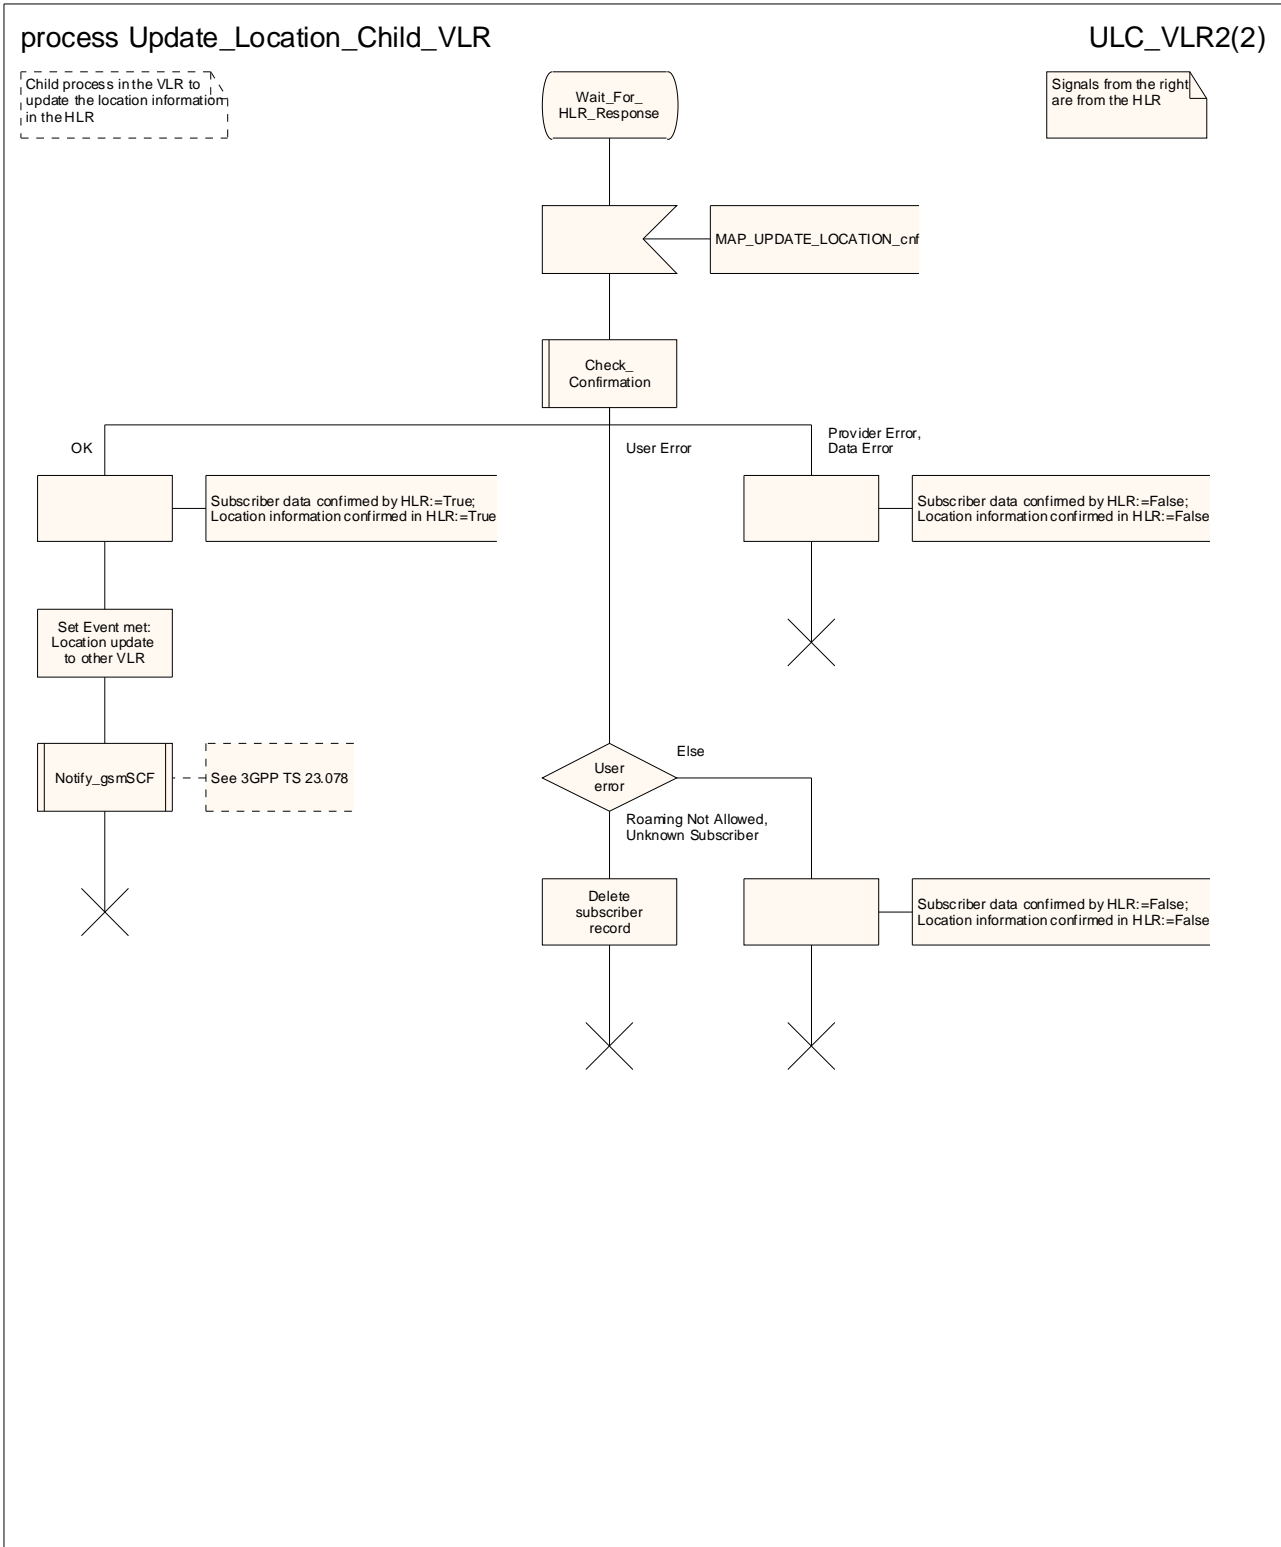 process Update_Location_Child_VLR
ULC_VLR2(2)
Child process in the VLR to
update the location information
in the HLR
Wait_For_
HLR_Response
Signals from the right
are from the HLR
MAP_UPDATE_LOCATION_cnf
Check_
Confirmation
OK
User Error
Provider Error,
Data Error
Subscriber data confirmed by HLR:=True;
Location information confirmed in HLR:=True
Subscriber data confirmed by HLR:=False;
Location information confirmed in HLR:=False
Set Event met:
Location update
to other VLR
Notify_gsmSCF
See 3GPP TS 23.078
User
error
Else
Roaming Not Allowed,
Unknown Subscriber
Delete
subscriber
record
Subscriber data confirmed by HLR:=False;
Location information confirmed in HLR:=False